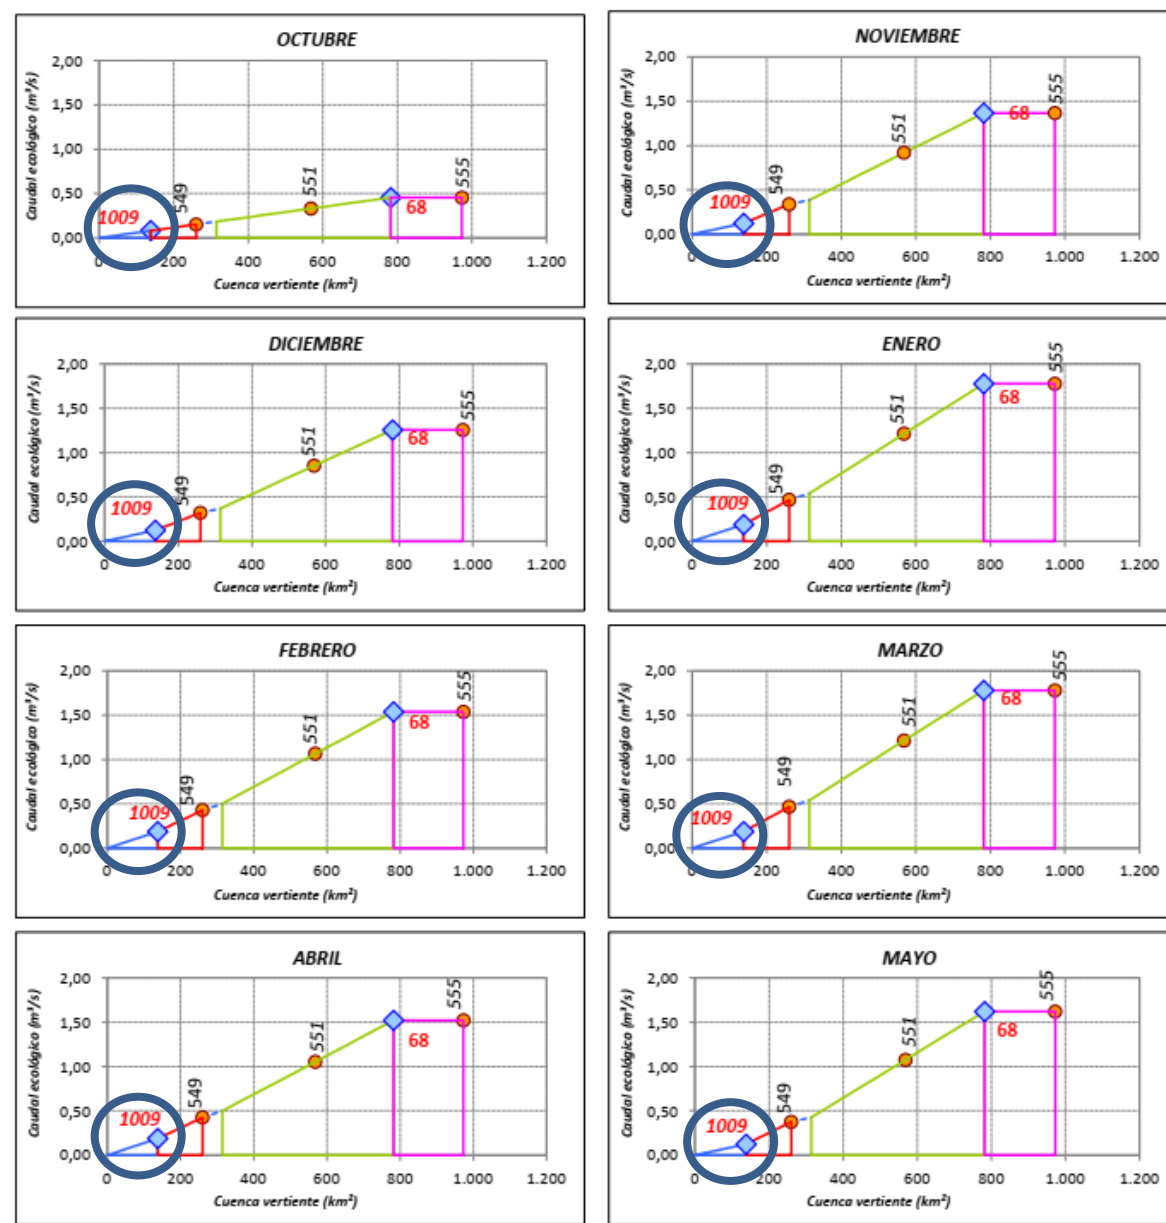 OCTUBRE
Caudal ecológico (m³/s)
2,00
1,50
1,00
0,50
0,00
1009
549
551
68
555
0 200 400 600 800 1.000 1.200
Cuenca vertiente (km²)
NOVIEMBRE
Caudal ecológico (m³/s)
2,00
1,50
1,00
0,50
0,00
1009
549
551
68
555
0 200 400 600 800 1.000 1.200
Cuenca vertiente (km²)
DICIEMBRE
Caudal ecológico (m³/s)
2,00
1,50
1,00
0,50
0,00
1009
549
551
68
555
0 200 400 600 800 1.000 1.200
Cuenca vertiente (km²)
ENERO
Caudal ecológico (m³/s)
2,00
1,50
1,00
0,50
0,00
1009
549
551
68
555
0 200 400 600 800 1.000 1.200
Cuenca vertiente (km²)
FEBRERO
Caudal ecológico (m³/s)
2,00
1,50
1,00
0,50
0,00
1009
549
551
68
555
0 200 400 600 800 1.000 1.200
Cuenca vertiente (km²)
MARZO
Caudal ecológico (m³/s)
2,00
1,50
1,00
0,50
0,00
1009
549
551
68
555
0 200 400 600 800 1.000 1.200
Cuenca vertiente (km²)
ABRIL
Caudal ecológico (m³/s)
2,00
1,50
1,00
0,50
0,00
1009
549
551
68
555
0 200 400 600 800 1.000 1.200
Cuenca vertiente (km²)
MAYO
Caudal ecológico (m³/s)
2,00
1,50
1,00
0,50
0,00
1009
549
551
68
555
0 200 400 600 800 1.000 1.200
Cuenca vertiente (km²)